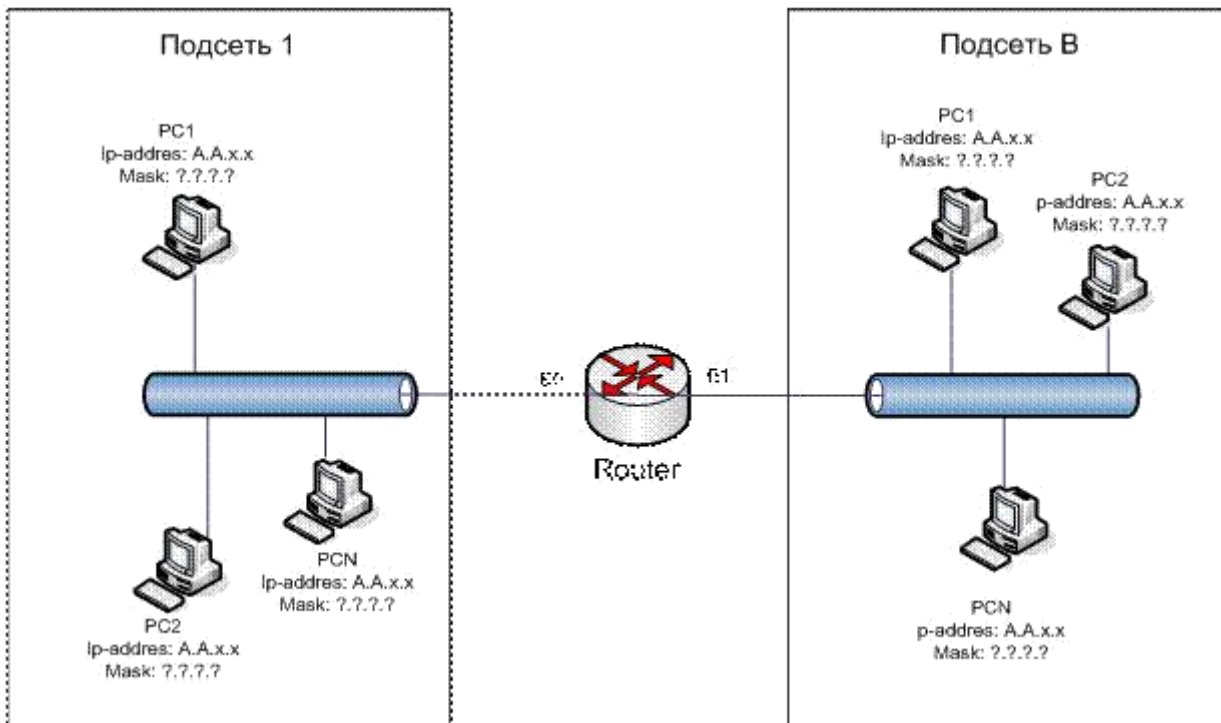 Подсеть 1
PC1
Ip-addres: A.A.x.x
Mask: ?.?.?.?
PCN
Ip-addres: A.A.x.x
Mask: ?.?.?.?
PC2
Ip-addres: A.A.x.x
Mask: ?.?.?.?
Router
Подсеть B
PC1
Ip-addres: A.A.x.x
Mask: ?.?.?.?
PC2
p-addres: A.A.x.x
Mask: ?.?.?.?
PCN
p-addres: A.A.x.x
Mask: ?.?.?.?